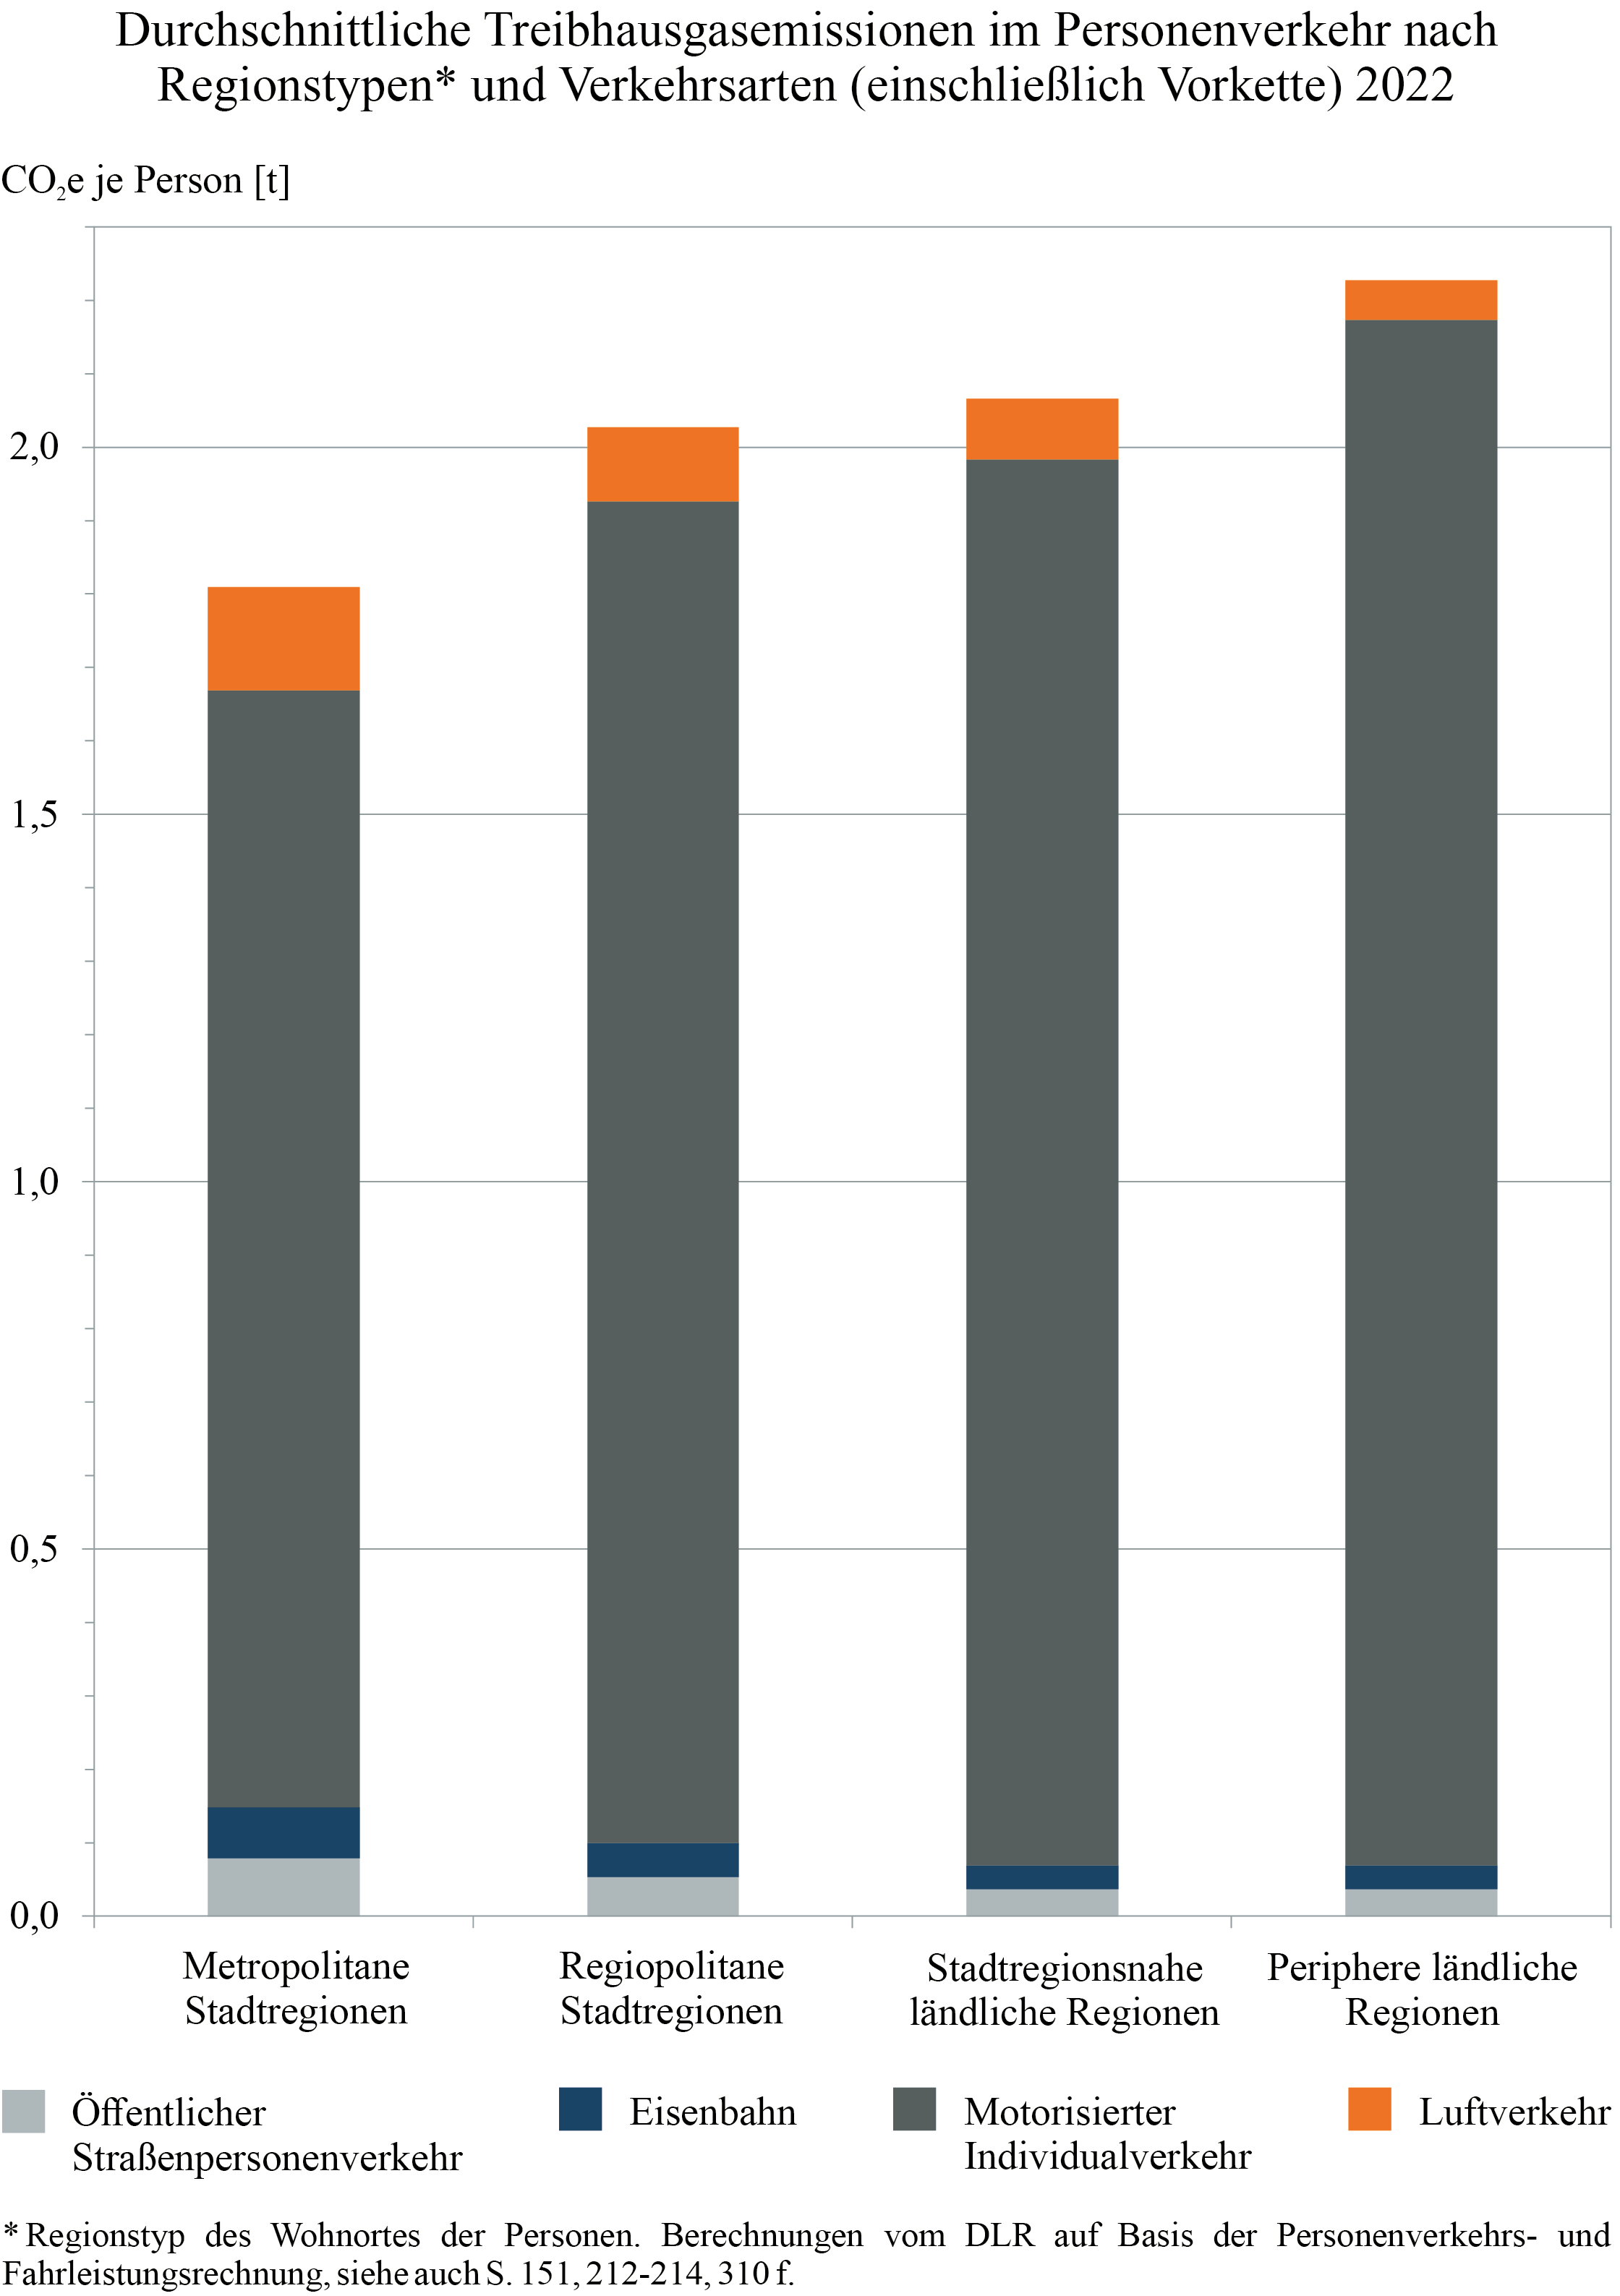 Durchschnittliche Treibhausgasemissionen im Personenverkehr nach
Regionstypen* und Verkehrsarten (einschließlich Vorkette) 2022
CO₂e je Person [t]
2,0
1,5
1,0
0,5
0,0
Metropolitane
Stadtregionen
Regiopolitane
Stadtregionen
Stadtregionsnahe
ländliche Regionen
Periphere ländliche
Regionen
Öffentlicher
Straßenpersonenverkehr
Eisenbahn
Motorisierter
Individualverkehr
Luftverkehr
* Regionstyp des Wohnortes der Personen. Berechnungen vom DLR auf Basis der Personenverkehrs- und
Fahrleistungsrechnung, siehe auch S. 151, 212-214, 310 f.